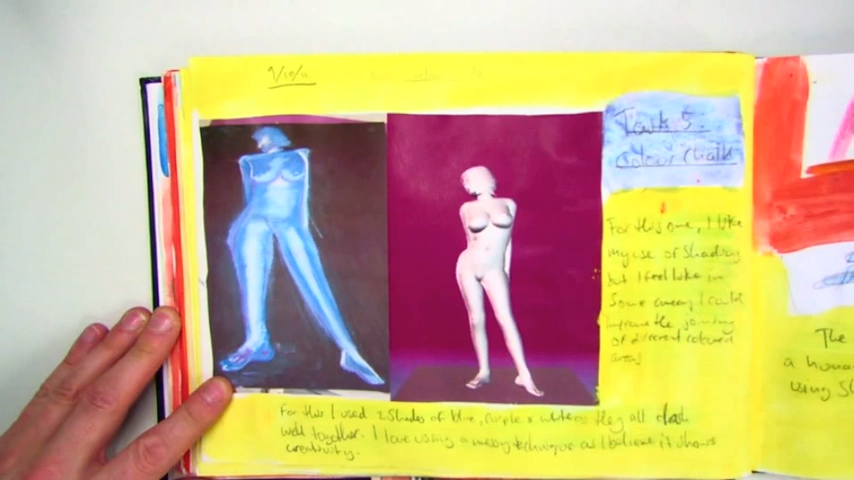 Task 5:
Colour Chalk
For this one, I like
my use of Shading
but I feel like in
Some areas I could
improve the joining
of different coloured
areas
For this I used 2 Shades of blue, Purple & white as they all clash
well together. I love using a messy technique as I believe it shows
creativity.
The
a huma
using S